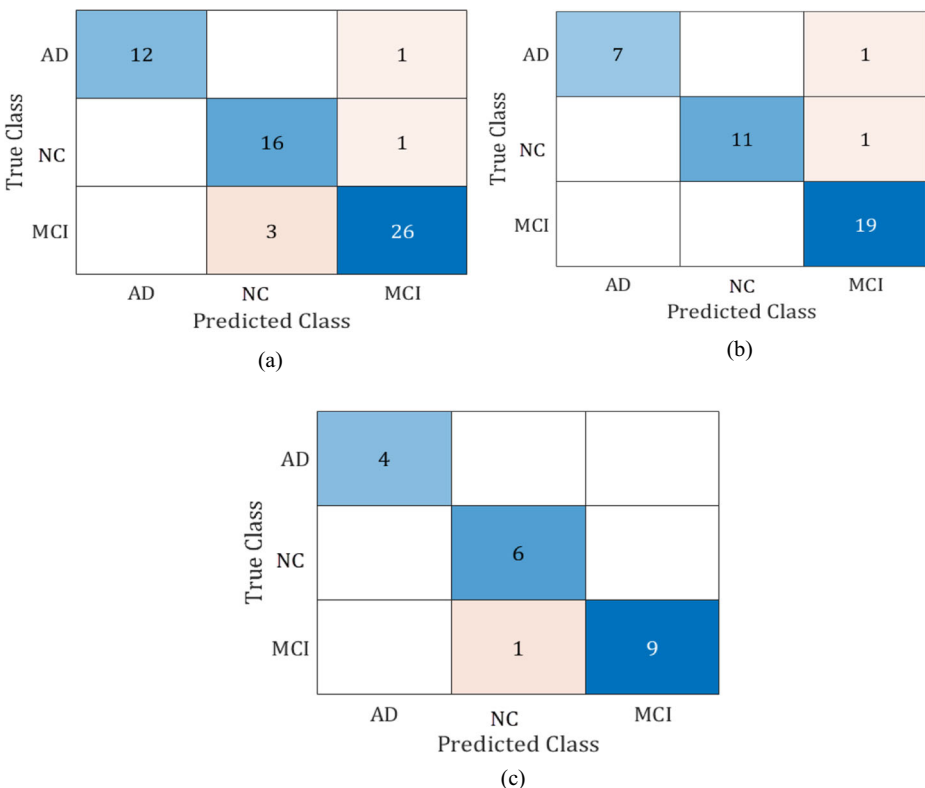 AD 12 1
NC 16 1
MCI 3 26
AD NC MCI
True Class
Predicted Class
(a)
AD 7 1
NC 11 1
MCI 19
AD NC MCI
True Class
Predicted Class
(b)
AD 4
NC 6
MCI 1 9
AD NC MCI
True Class
Predicted Class
(c)